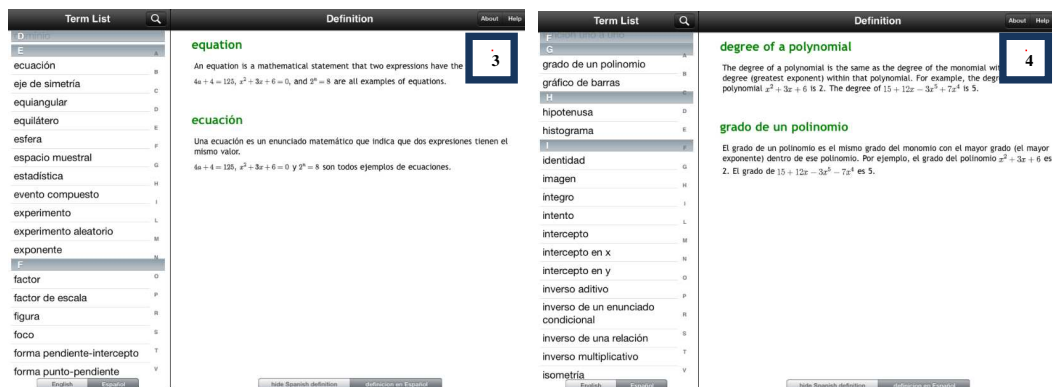 Term List
Definition
About Help
D
E
ecuación
eje de simetría
equiangular
equilátero
esfera
espacio muestral
estadística
evento compuesto
experimento
experimento aleatorio
exponente
F
factor
factor de escala
figura
foco
forma pendiente-intercepto
forma punto-pendiente
English Español
A
B
C
D
E
F
G
H
I
L
M
N
O
P
R
S
T
V
equation
3
An equation is a mathematical statement that two expressions have the
4a + 4 = 125, x² + 3x + 6 = 0, and 2ⁿ = 8 are all examples of equations.
ecuación
Una ecuación es un enunciado matemático que indica que dos expresiones tienen el
mismo valor.
4a + 4 = 125, x² + 3x + 6 = 0 y 2ⁿ = 8 son todos ejemplos de ecuaciones.
hide Spanish definition definicion en Español
Term List
Definition
About Help
F
función uno a uno
G
grado de un polinomio
gráfico de barras
H
hipotenusa
histograma
I
identidad
imagen
íntegro
intento
intercepto
intercepto en x
intercepto en y
inverso aditivo
inverso de un enunciado
condicional
inverso de una relación
inverso multiplicativo
isometría
English Español
A
B
C
D
E
F
G
H
I
L
M
N
O
P
R
S
T
V
degree of a polynomial
4
The degree of a polynomial is the same as the degree of the monomial wit
degree (greatest exponent) within that polynomial. For example, the degr
polynomial x² + 3x + 6 is 2. The degree of 15 + 12x − 3x⁵ + 7x⁴ is 5.
grado de un polinomio
El grado de un polinomio es el mismo grado del monomio con el mayor grado (el mayor
exponente) dentro de ese polinomio. Por ejemplo, el grado del polinomio x² + 3x + 6 es
2. El grado de 15 + 12x − 3x⁵ − 7x⁴ es 5.
hide Spanish definition definicion en Español